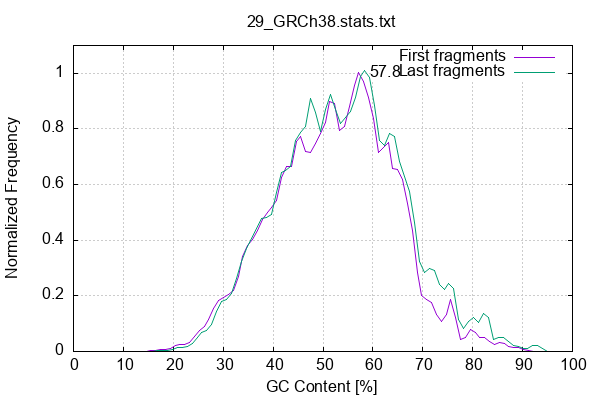 29_GRCh38.stats.txt
First fragments
57.8
Last fragments
1
0.8
0.6
0.4
0.2
0
Normalized Frequency
0 10 20 30 40 50 60 70 80 90 100
GC Content [%]